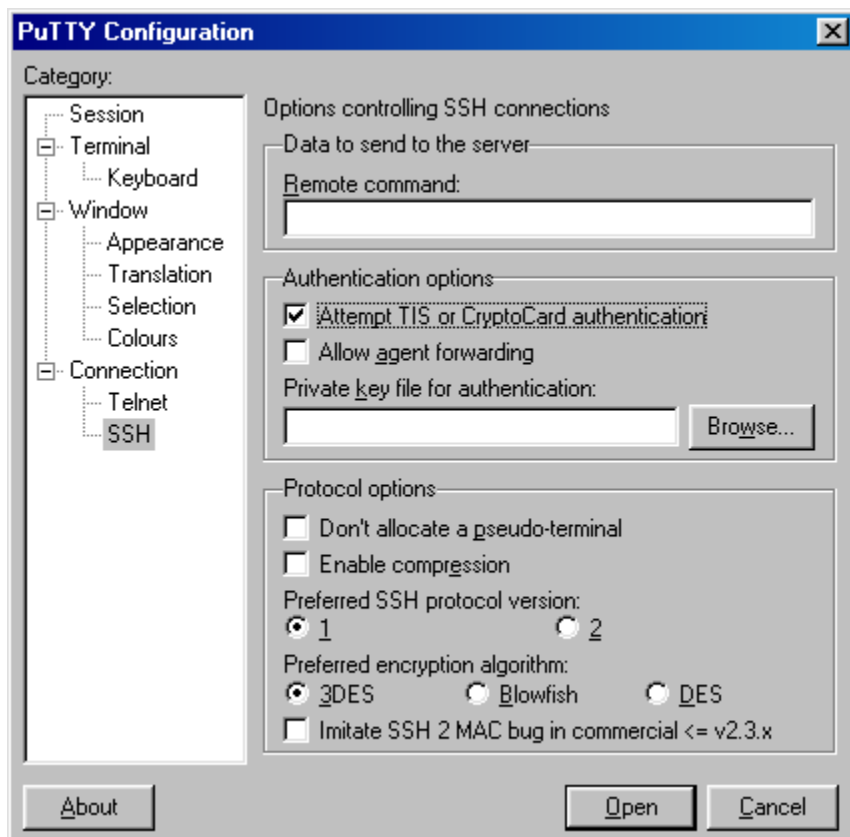 PuTTY Configuration
Category:
Session
Terminal
Keyboard
Window
Appearance
Translation
Selection
Colours
Connection
Telnet
SSH
Options controlling SSH connections
Data to send to the server
Remote command:
Authentication options
Attempt TIS or CryptoCard authentication
Allow agent forwarding
Private key file for authentication:
Browse...
Protocol options
Don't allocate a pseudo-terminal
Enable compression
Preferred SSH protocol version:
1 2
Preferred encryption algorithm:
3DES Blowfish DES
Imitate SSH 2 MAC bug in commercial <= v2.3.x
About Open Cancel